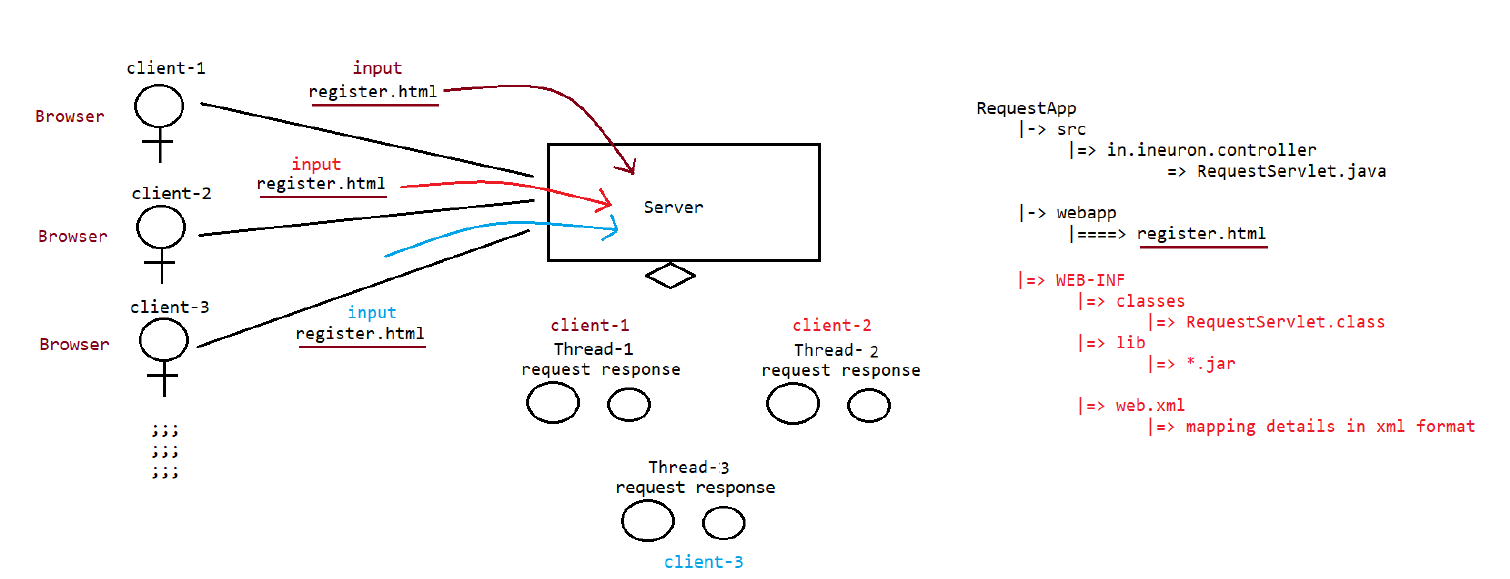 client-1
input
register.html
Browser
input
register.html
client-2
Browser
client-3
input
register.html
Browser
;;;
;;;
;;;
Server
client-1
Thread-1
request response
client-2
Thread- 2
request response
Thread-3
request response
client-3
RequestApp
|-> src
|=> in.ineuron.controller
=> RequestServlet.java
|-> webapp
|====> register.html
|=> WEB-INF
|=> classes
|=> RequestServlet.class
|=> lib
|=> *.jar
|=> web.xml
|=> mapping details in xml format